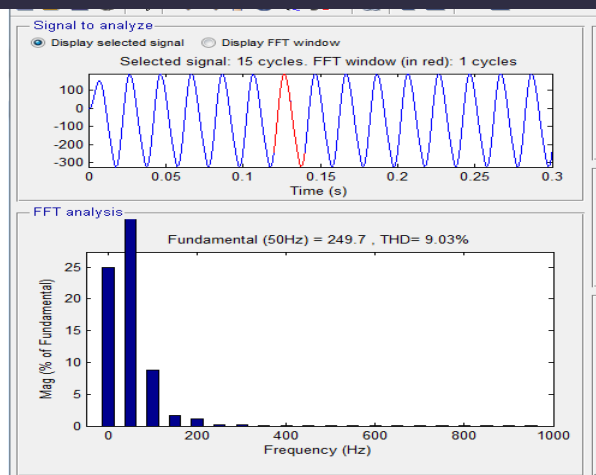 Signal to analyze
Display selected signal Display FFT window
Selected signal: 15 cycles. FFT window (in red): 1 cycles
100
0
-100
-200
-300
0 0.05 0.1 0.15 0.2 0.25 0.3
Time (s)
FFT analysis
Fundamental (50Hz) = 249.7 , THD= 9.03%
Mag (% of Fundamental)
25
20
15
10
5
0
0 200 400 600 800 1000
Frequency (Hz)